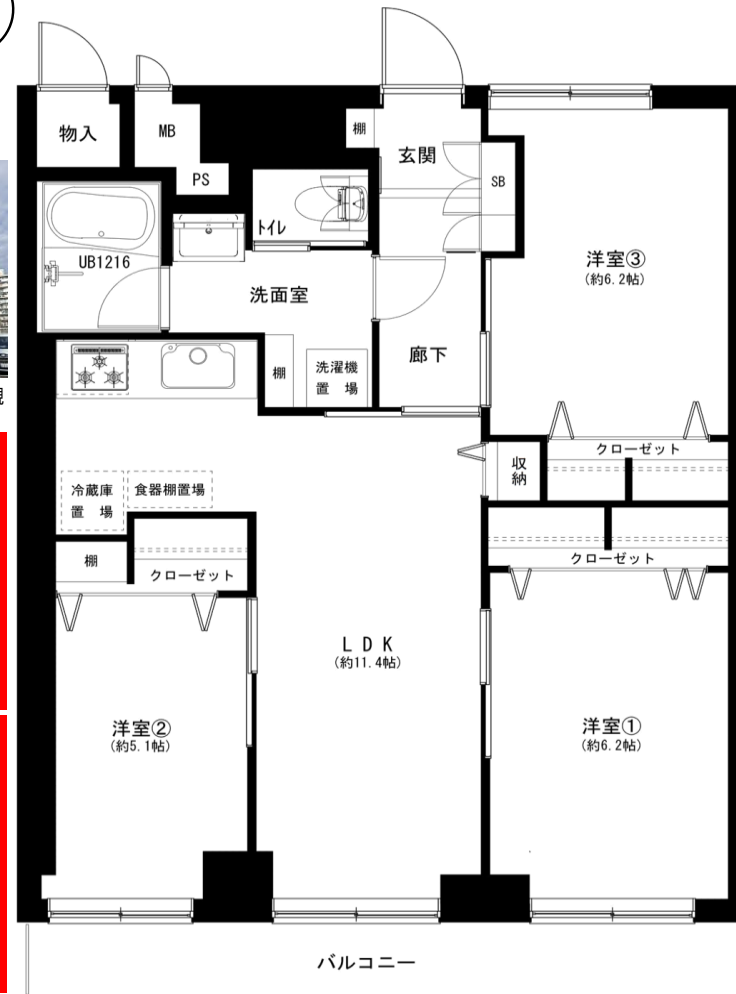 物入
MB
PS
棚
玄関
SB
トイレ
UB1216
洗面室
棚
洗濯機
置 場
廊下
洋室③
(約6.2帖)
クローゼット
収
納
冷蔵庫
置 場
食器棚置場
棚
クローゼット
クローゼット
LDK
(約11.4帖)
洋室②
(約5.1帖)
洋室①
(約6.2帖)
バルコニー